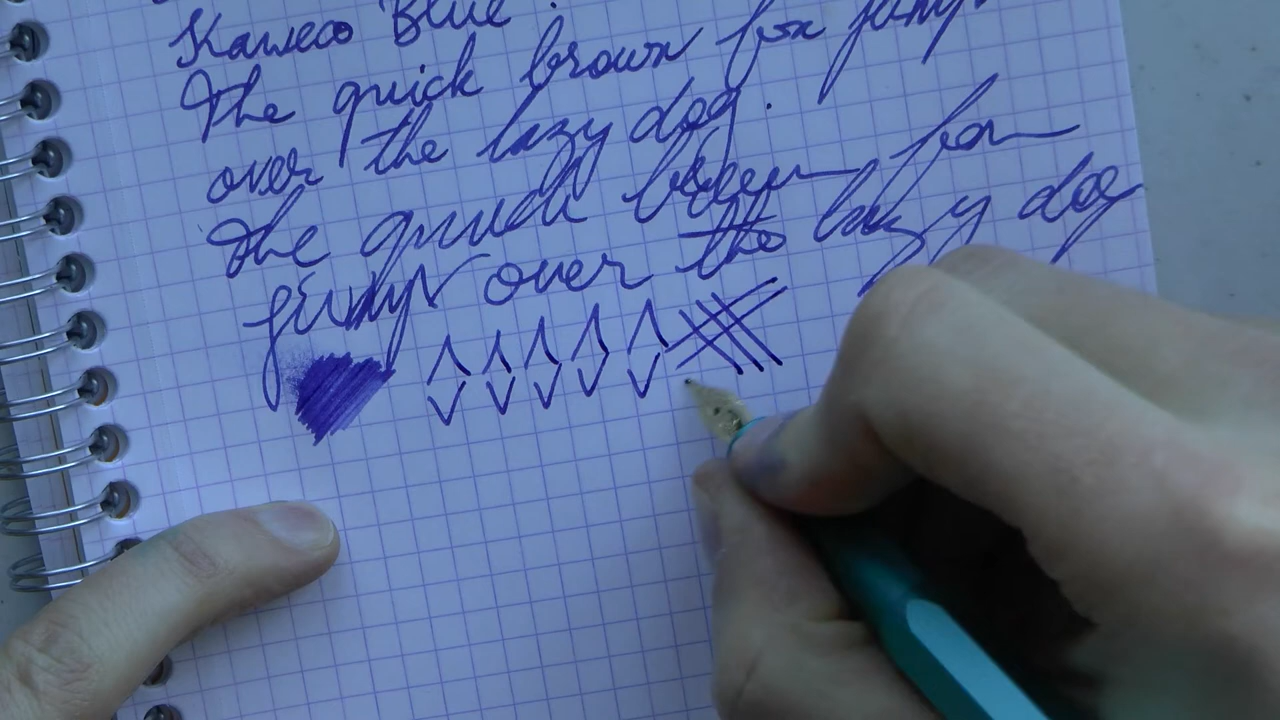 Kaweco Blue.
The quick brown fox jumps
over the lazy dog.
The quick brown fox
jumps over the lazy dog